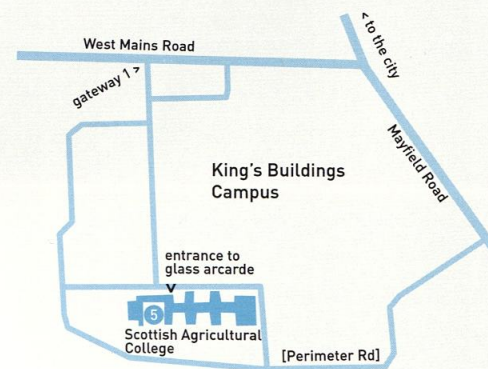 West Mains Road
< to the city
gateway 1 >
Mayfield Road
King's Buildings
Campus
entrance to
glass arcarde
v
5
Scottish Agricultural
College
[Perimeter Rd]